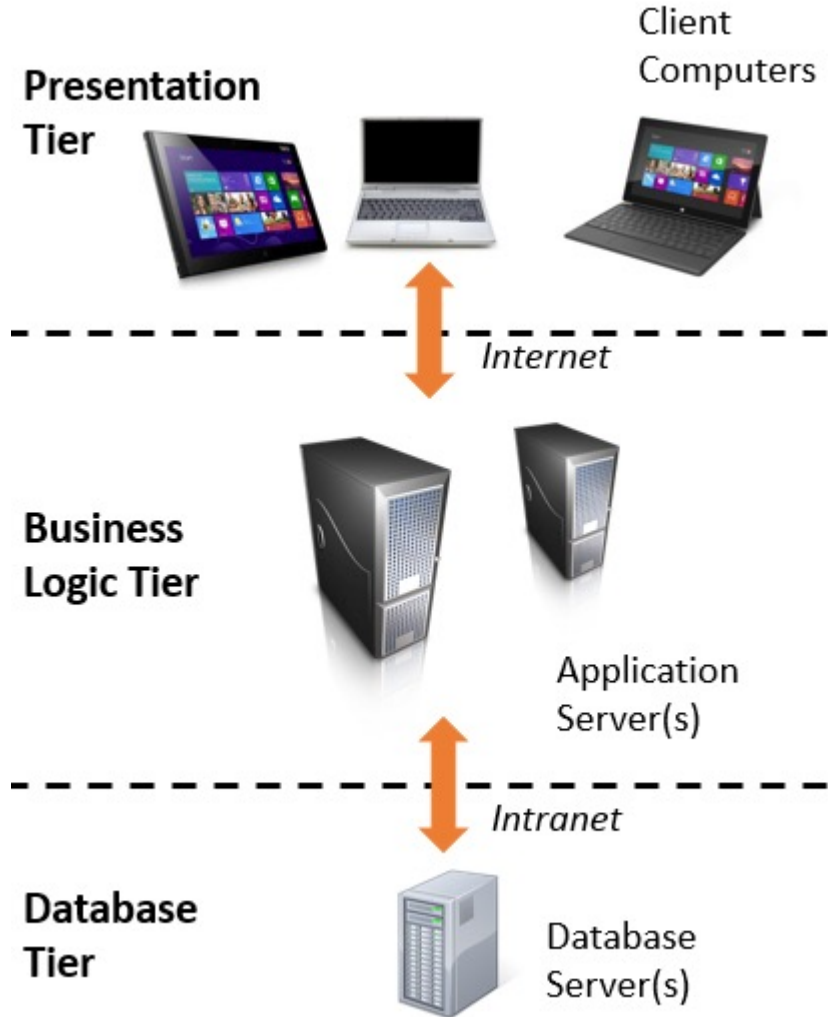 Client
Computers
Presentation
Tier
Internet
Business
Logic Tier
Application
Server(s)
Intranet
Database
Tier
Database
Server(s)